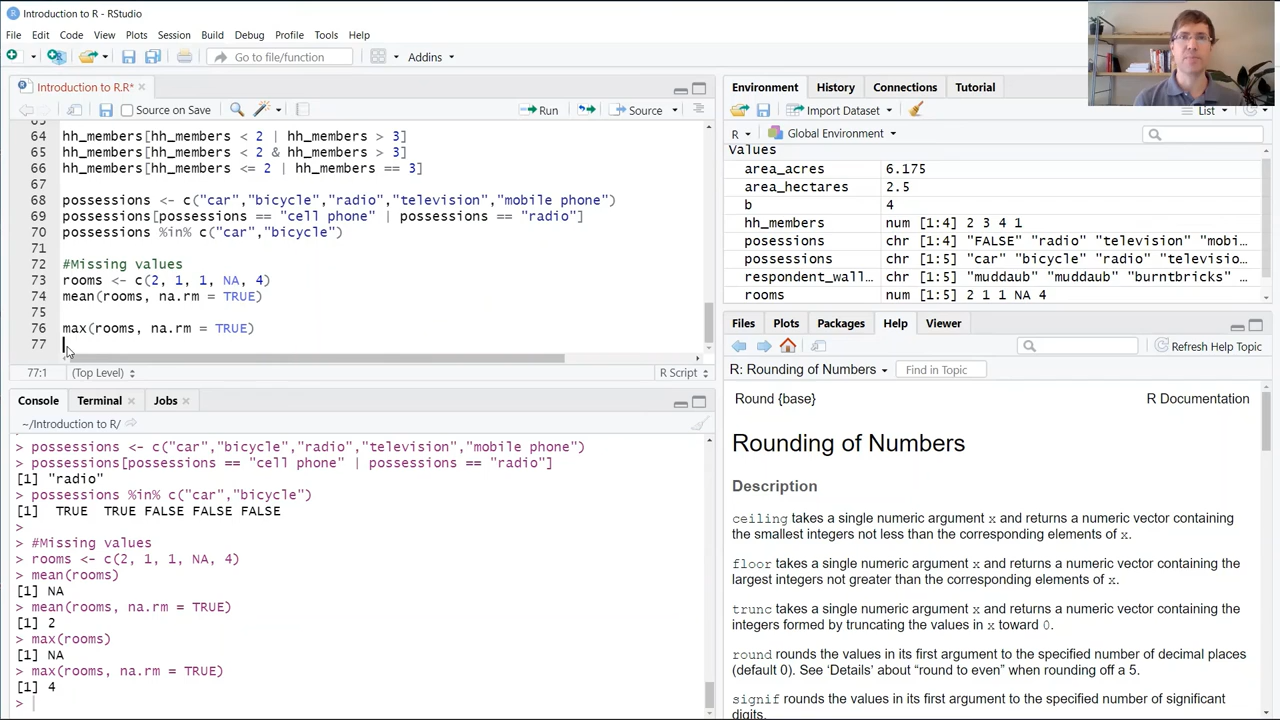 Introduction to R - RStudio
File Edit Code View Plots Session Build Debug Profile Tools Help
Go to file/function Addins
Introduction to R.R*
Source on Save Run Source
64 hh_members[hh_members < 2 | hh_members > 3]
65 hh_members[hh_members < 2 & hh_members > 3]
66 hh_members[hh_members <= 2 | hh_members == 3]
67
68 possessions <- c("car","bicycle","radio","television","mobile phone")
69 possessions[possessions == "cell phone" | possessions == "radio"]
70 possessions %in% c("car","bicycle")
71
72 #Missing values
73 rooms <- c(2, 1, 1, NA, 4)
74 mean(rooms, na.rm = TRUE)
75
76 max(rooms, na.rm = TRUE)
77
77:1 (Top Level) R Script
Console Terminal Jobs
~/Introduction to R/
> possessions <- c("car","bicycle","radio","television","mobile phone")
> possessions[possessions == "cell phone" | possessions == "radio"]
[1] "radio"
> possessions %in% c("car","bicycle")
[1] TRUE TRUE FALSE FALSE FALSE
>
> #Missing values
> rooms <- c(2, 1, 1, NA, 4)
> mean(rooms)
[1] NA
> mean(rooms, na.rm = TRUE)
[1] 2
> max(rooms)
[1] NA
> max(rooms, na.rm = TRUE)
[1] 4
>
Environment History Connections Tutorial
Import Dataset List
R Global Environment
Values
area_acres 6.175
area_hectares 2.5
b 4
hh_members num [1:4] 2 3 4 1
posessions chr [1:4] "FALSE" "radio" "television" "mobi…
possessions chr [1:5] "car" "bicycle" "radio" "televisio…
respondent_wall… chr [1:5] "muddaub" "muddaub" "burntbricks" …
rooms num [1:5] 2 1 1 NA 4
Files Plots Packages Help Viewer
Refresh Help Topic
R: Rounding of Numbers Find in Topic
Round {base} R Documentation
Rounding of Numbers
Description
ceiling takes a single numeric argument x and returns a numeric vector containing
the smallest integers not less than the corresponding elements of x.
floor takes a single numeric argument x and returns a numeric vector containing the
largest integers not greater than the corresponding elements of x.
trunc takes a single numeric argument x and returns a numeric vector containing the
integers formed by truncating the values in x toward 0.
round rounds the values in its first argument to the specified number of decimal places
(default 0). See ‘Details’ about “round to even” when rounding off a 5.
signif rounds the values in its first argument to the specified number of significant
digits.